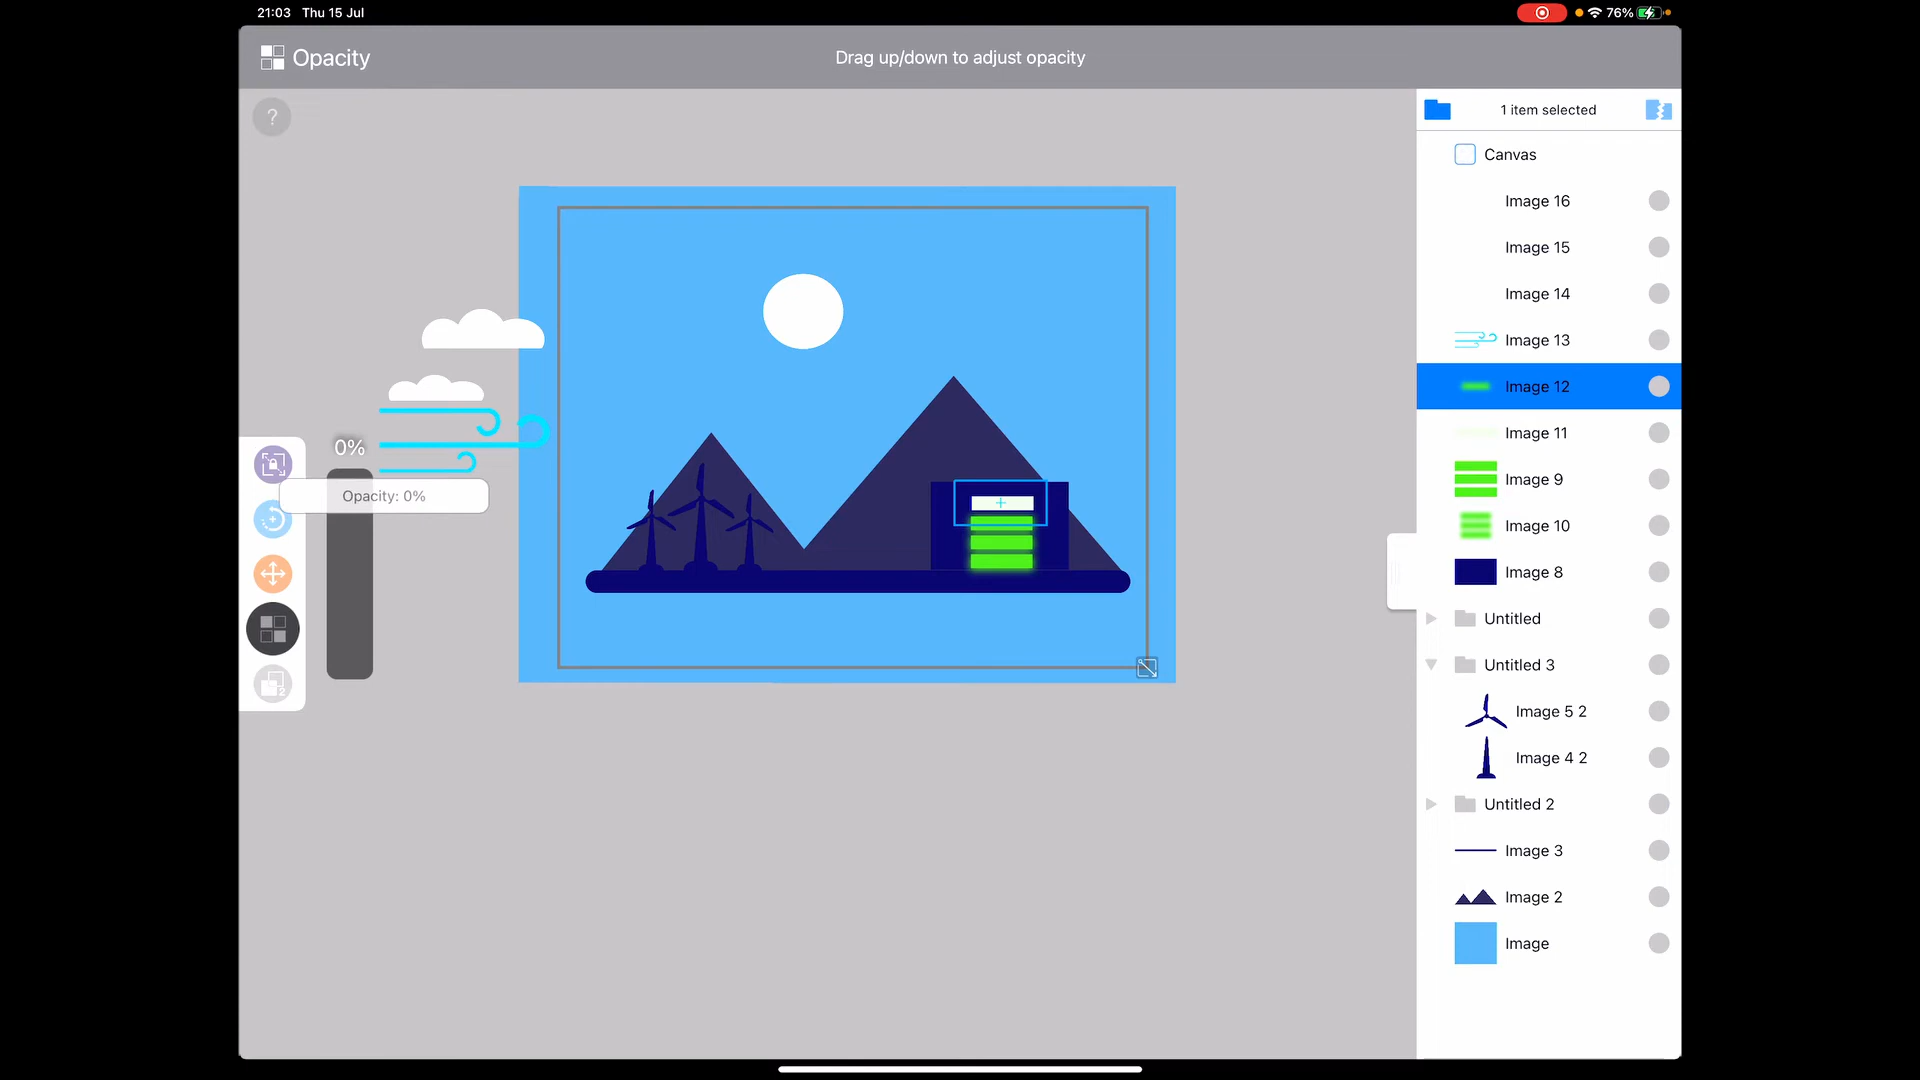 21:03 Thu 15 Jul
76%
Opacity
Drag up/down to adjust opacity
?
1 item selected
Canvas
Image 16
Image 15
Image 14
Image 13
Image 12
Image 11
Image 9
Image 10
Image 8
Untitled
Untitled 3
Image 5 2
Image 4 2
Untitled 2
Image 3
Image 2
Image
0%
Opacity: 0%
2